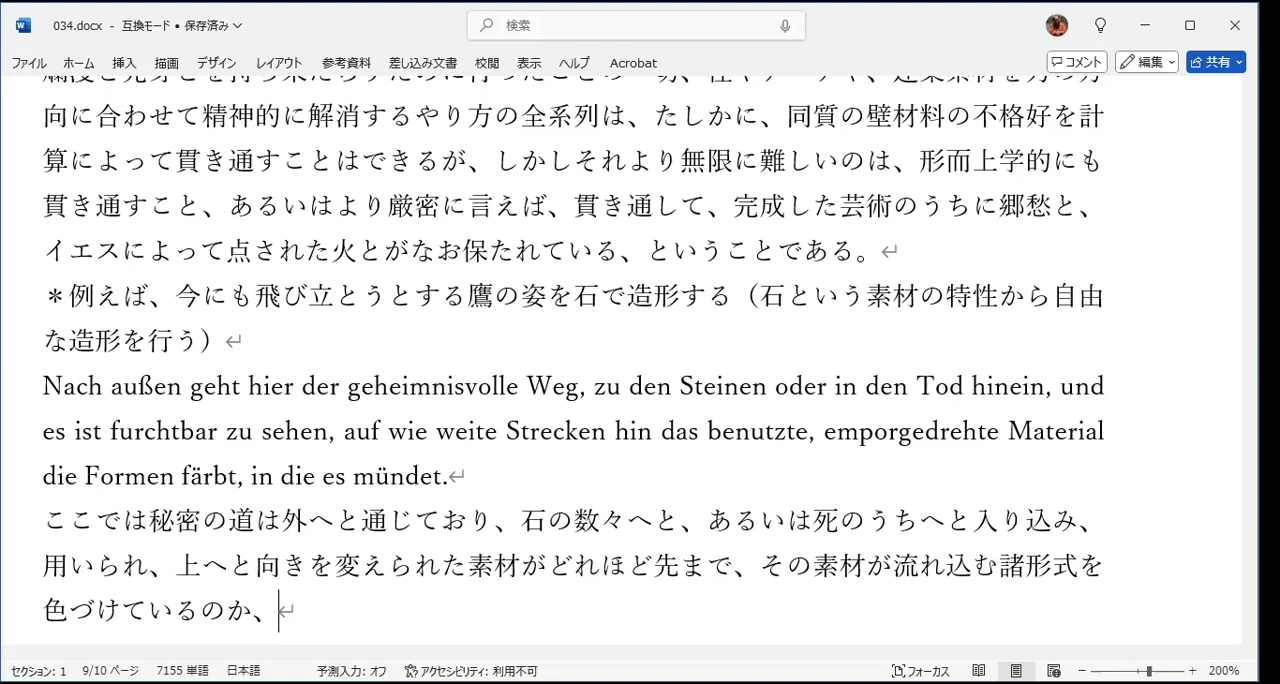 034.docx - 互換モード • 保存済み
検索
ファイル ホーム 挿入 描画 デザイン レイアウト 参考資料 差し込み文書 校閲 表示 ヘルプ Acrobat コメント 編集 共有
向に合わせて精神的に解消するやり方の全系列は、たしかに、同質の壁材料の不格好を計
算によって貫き通すことはできるが、しかしそれより無限に難しいのは、形而上学的にも
貫き通すこと、あるいはより厳密に言えば、貫き通して、完成した芸術のうちに郷愁と、
イエスによって点された火とがなお保たれている、ということである。
＊例えば、今にも飛び立とうとする鷹の姿を石で造形する（石という素材の特性から自由
な造形を行う）
Nach außen geht hier der geheimnisvolle Weg, zu den Steinen oder in den Tod hinein, und
es ist furchtbar zu sehen, auf wie weite Strecken hin das benutzte, emporgedrehte Material
die Formen färbt, in die es mündet.
ここでは秘密の道は外へと通じており、石の数々へと、あるいは死のうちへと入り込み、
用いられ、上へと向きを変えられた素材がどれほど先まで、その素材が流れ込む諸形式を
色づけているのか、
セクション: 1 9/10 ページ 7155 単語 日本語 予測入力: オフ アクセシビリティ: 利用不可 フォーカス 200%